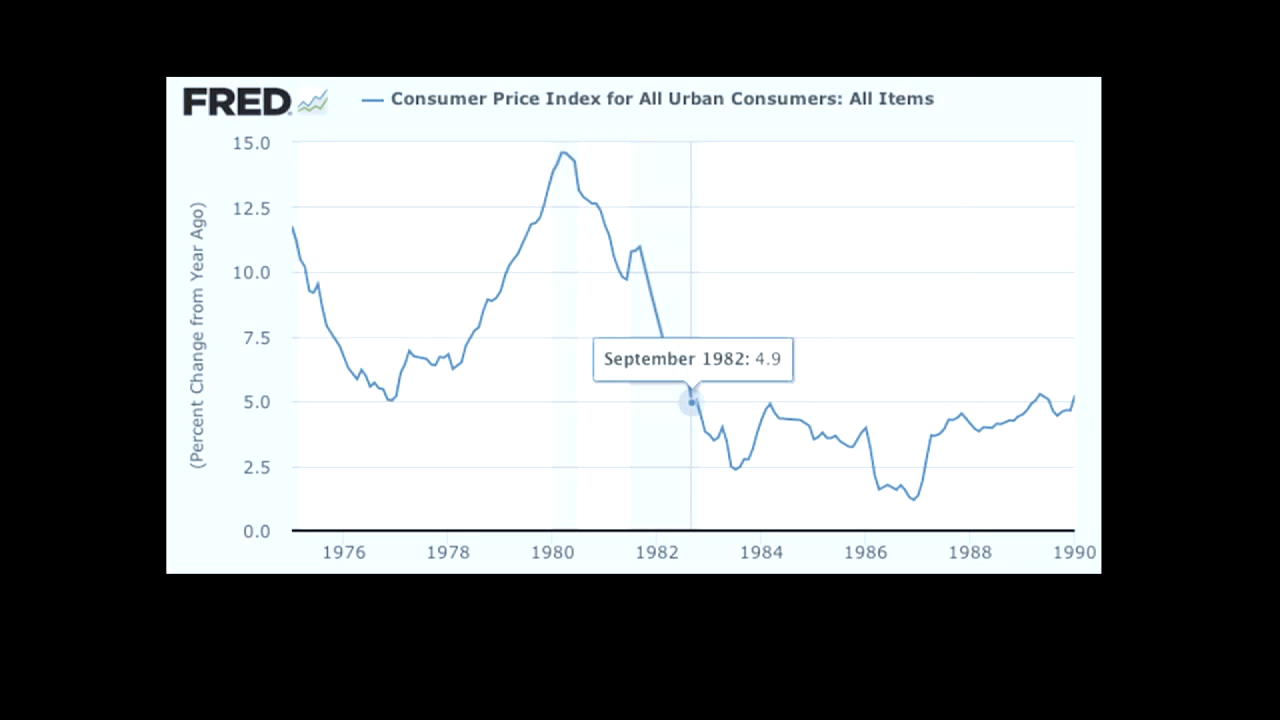 FRED
Consumer Price Index for All Urban Consumers: All Items
(Percent Change from Year Ago)
15.0
12.5
10.0
7.5
5.0
2.5
0.0
September 1982: 4.9
1976 1978 1980 1982 1984 1986 1988 1990